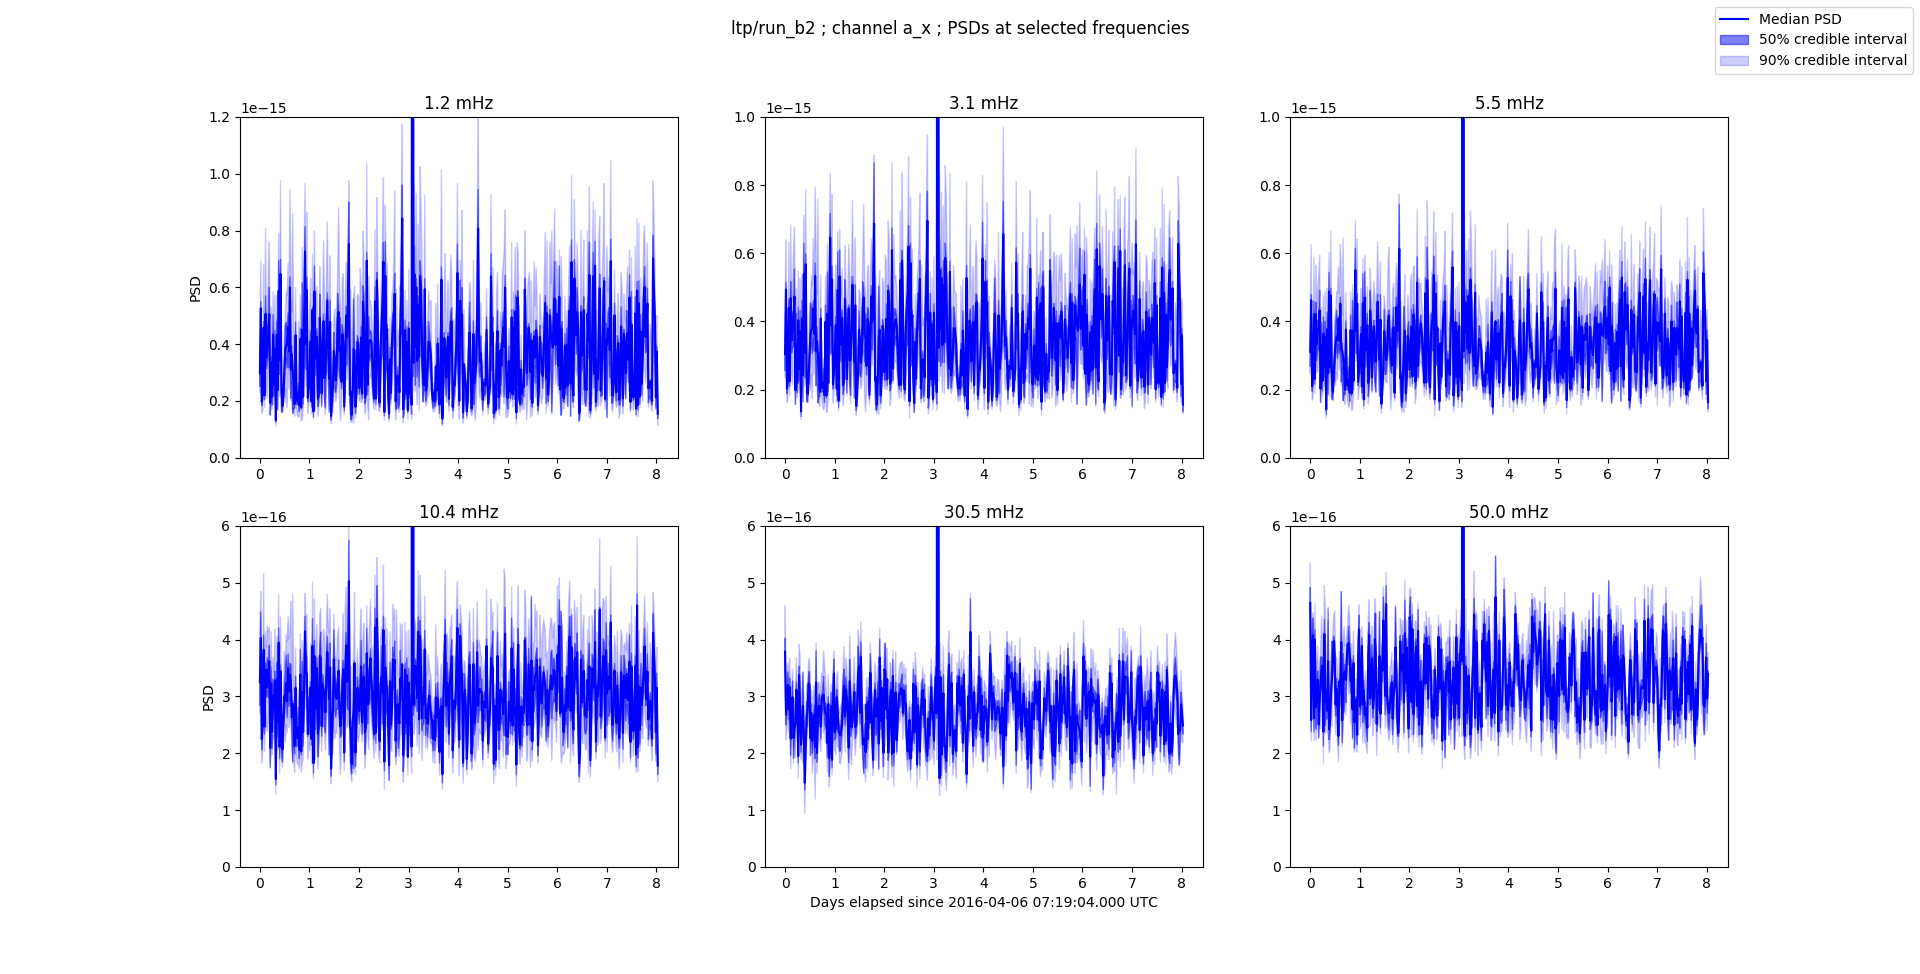 ltp/run_b2 ; channel a_x ; PSDs at selected frequencies
Median PSD
50% credible interval
90% credible interval
1.2 mHz
1e−15
PSD
1.2
1.0
0.8
0.6
0.4
0.2
0.0
0 1 2 3 4 5 6 7 8
3.1 mHz
1e−15
1.0
0.8
0.6
0.4
0.2
0.0
0 1 2 3 4 5 6 7 8
5.5 mHz
1e−15
1.0
0.8
0.6
0.4
0.2
0.0
0 1 2 3 4 5 6 7 8
10.4 mHz
1e−16
PSD
6
5
4
3
2
1
0
0 1 2 3 4 5 6 7 8
30.5 mHz
1e−16
6
5
4
3
2
1
0
0 1 2 3 4 5 6 7 8
Days elapsed since 2016-04-06 07:19:04.000 UTC
50.0 mHz
1e−16
6
5
4
3
2
1
0
0 1 2 3 4 5 6 7 8